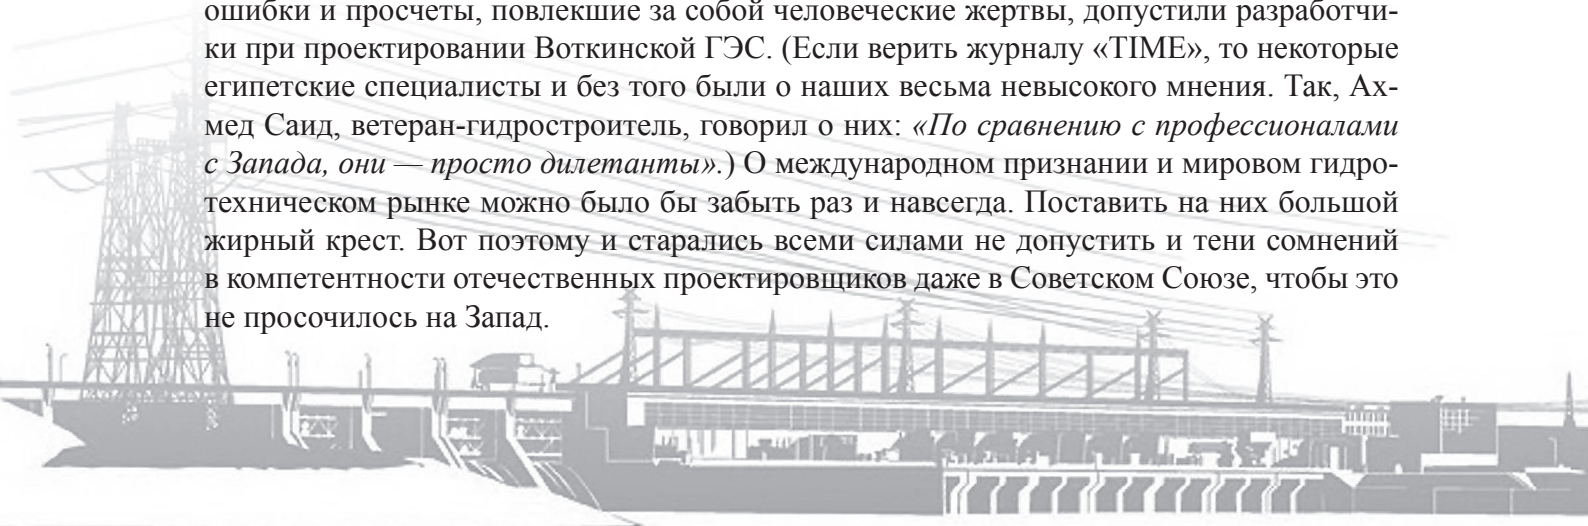 ошибки и просчеты, повлекшие за собой человеческие жертвы, допустили разработчи-
ки при проектировании Воткинской ГЭС. (Если верить журналу «TIME», то некоторые
египетские специалисты и без того были о наших весьма невысокого мнения. Так, Ах-
мед Саид, ветеран-гидростроитель, говорил о них: «По сравнению с профессионалами
с Запада, они — просто дилетанты».) О международном признании и мировом гидро-
техническом рынке можно было бы забыть раз и навсегда. Поставить на них большой
жирный крест. Вот поэтому и старались всеми силами не допустить и тени сомнений
в компетентности отечественных проектировщиков даже в Советском Союзе, чтобы это
не просочилось на Запад.